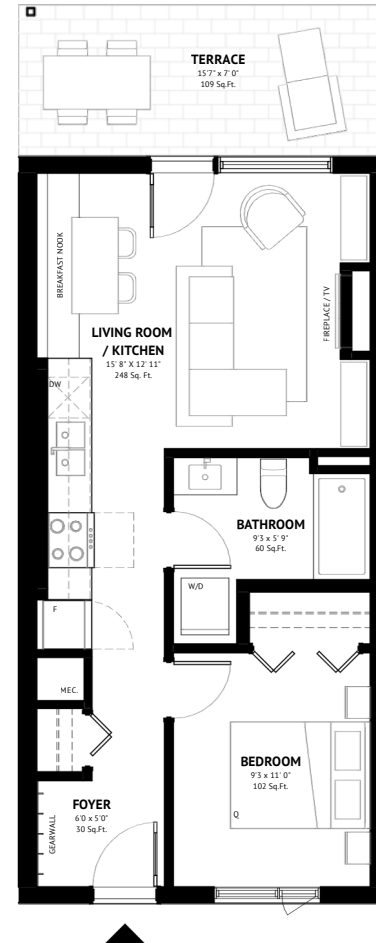 TERRACE
15'7" x 7' 0"
109 Sq.Ft.
BREAKFAST NOOK
FIREPLACE / TV
LIVING ROOM
/ KITCHEN
15' 8" X 12' 11"
248 Sq. Ft.
DW
BATHROOM
9'3 x 5' 9"
60 Sq.Ft.
W/D
F
MEC.
BEDROOM
9'3 x 11' 0"
102 Sq.Ft.
Q
FOYER
6'0 x 5'0"
30 Sq.Ft.
GEARWALL